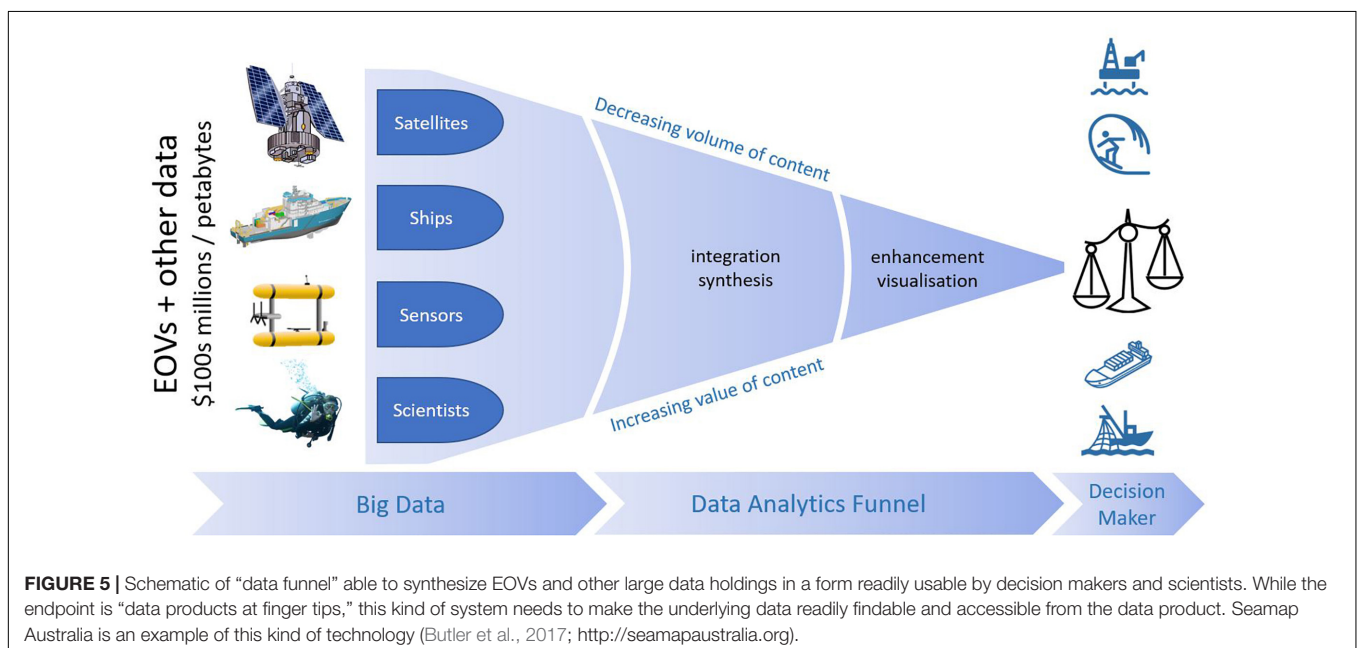 EOVs + other data
$100s millions / petabytes
Satellites
Ships
Sensors
Scientists
Decreasing volume of content
integration
synthesis
enhancement
visualisation
Increasing value of content
Big Data
Data Analytics Funnel
Decision
Maker
FIGURE 5 | Schematic of “data funnel” able to synthesize EOVs and other large data holdings in a form readily usable by decision makers and scientists. While the
endpoint is “data products at finger tips,” this kind of system needs to make the underlying data readily findable and accessible from the data product. Seamap
Australia is an example of this kind of technology (Butler et al., 2017; http://seamapaustralia.org).